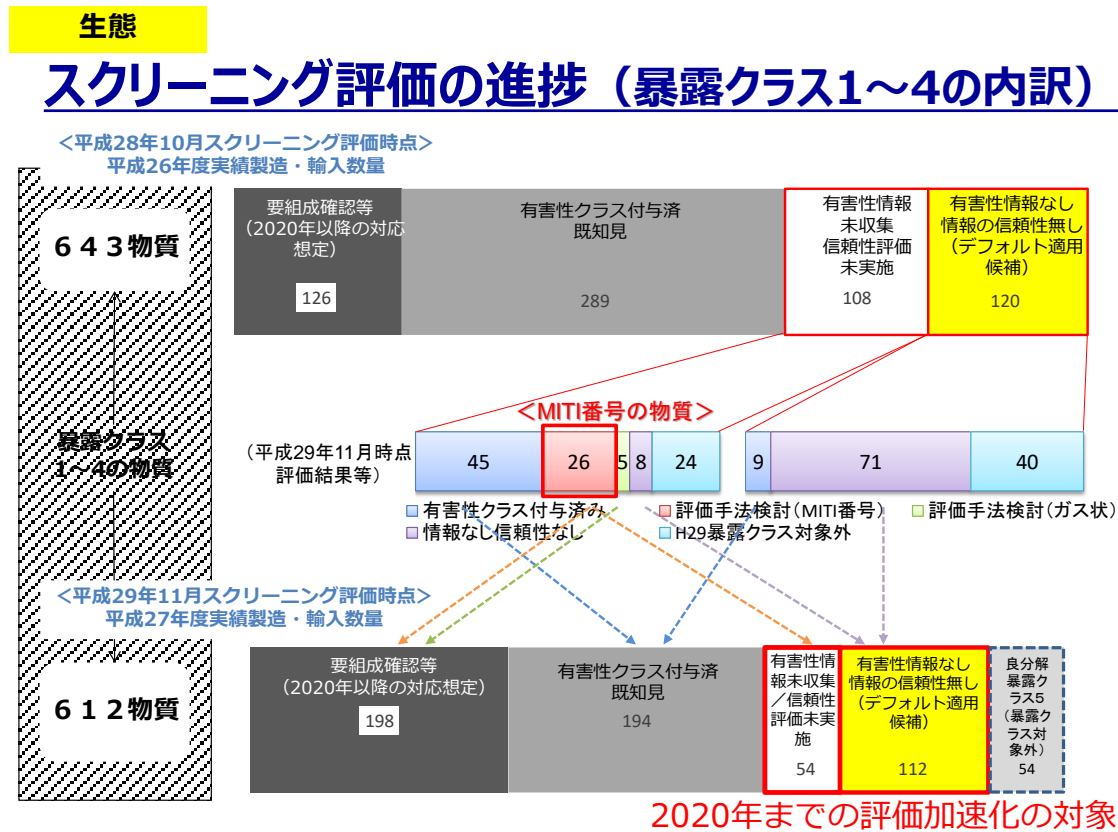 生態
スクリーニング評価の進捗（暴露クラス1～4の内訳）
＜平成28年10月スクリーニング評価時点＞
平成26年度実績製造・輸入数量
６４３物質
要組成確認等
（2020年以降の対応
想定）
126
有害性クラス付与済
既知見
289
有害性情報
未収集
信頼性評価
未実施
108
有害性情報なし
情報の信頼性無し
（デフォルト適用
候補）
120
暴露クラス
1～4の物質
＜MITI番号の物質＞
（平成29年11月時点
評価結果等）
45
26
5
8
24
9
71
40
有害性クラス付与済み
評価手法検討（MITI番号）
評価手法検討（ガス状）
情報なし信頼性なし
H29暴露クラス対象外
＜平成29年11月スクリーニング評価時点＞
平成27年度実績製造・輸入数量
６１２物質
要組成確認等
（2020年以降の対応想定）
198
有害性クラス付与済
既知見
194
有害性情
報未収集
／信頼性
評価未実
施
54
有害性情報なし
情報の信頼性無し
（デフォルト適用
候補）
112
良分解
暴露ク
ラス5
（暴露ク
ラス対
象外）
54
2020年までの評価加速化の対象